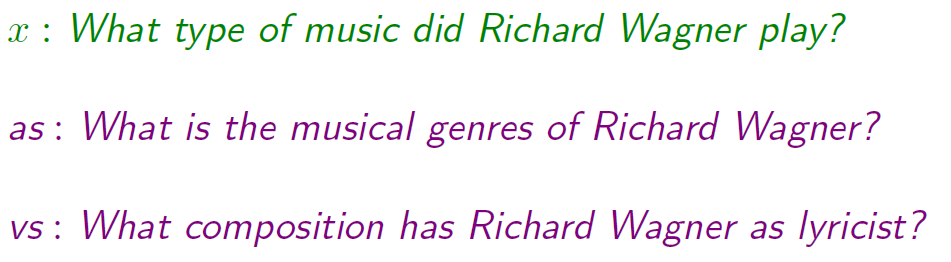 x : What type of music did Richard Wagner play?
as : What is the musical genres of Richard Wagner?
vs : What composition has Richard Wagner as lyricist?